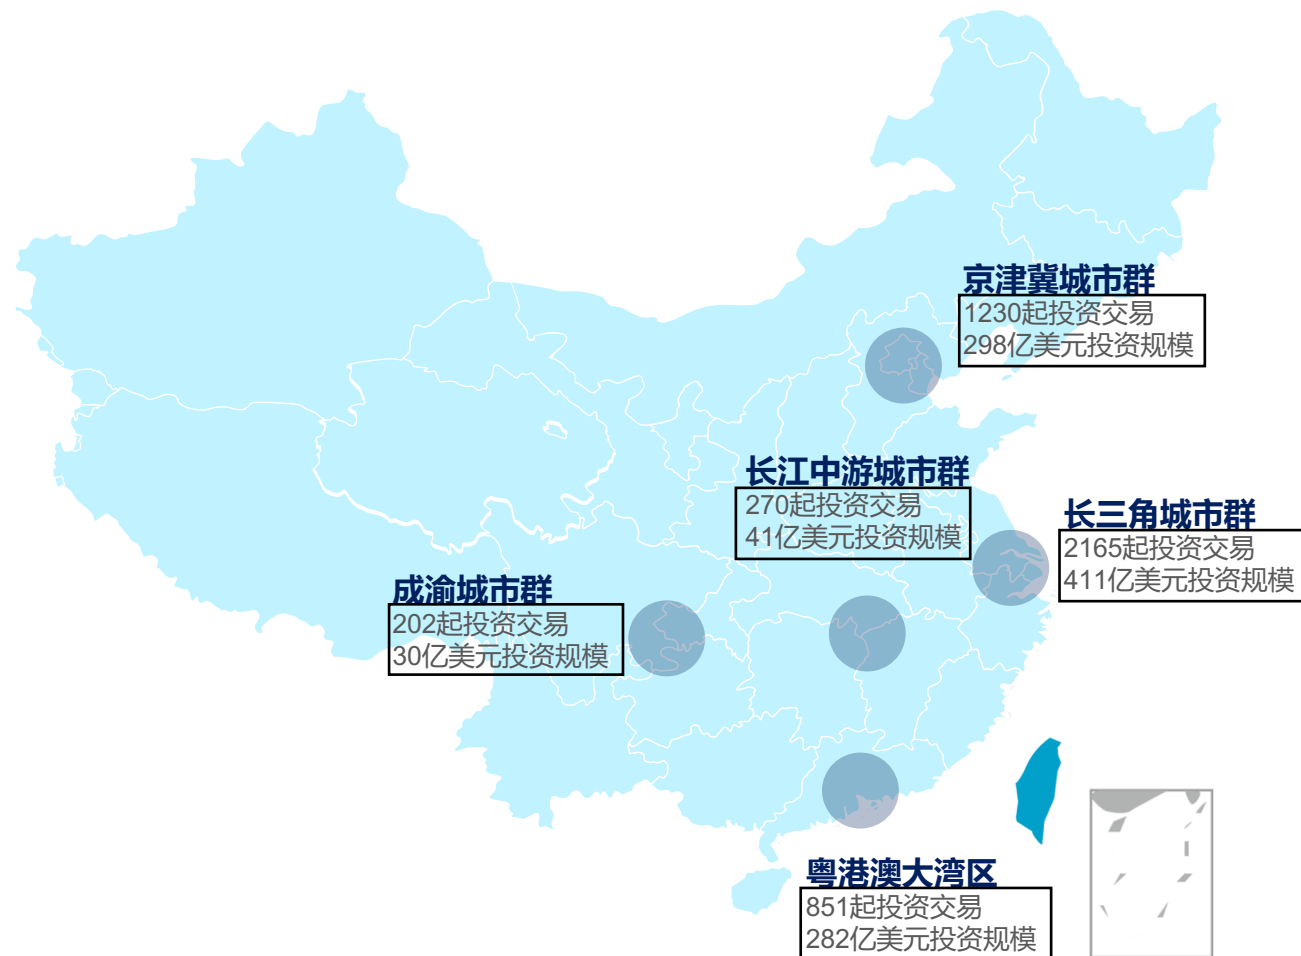 京津冀城市群
1230起投资交易
298亿美元投资规模
长江中游城市群
270起投资交易
41亿美元投资规模
长三角城市群
2165起投资交易
411亿美元投资规模
成渝城市群
202起投资交易
30亿美元投资规模
粤港澳大湾区
851起投资交易
282亿美元投资规模